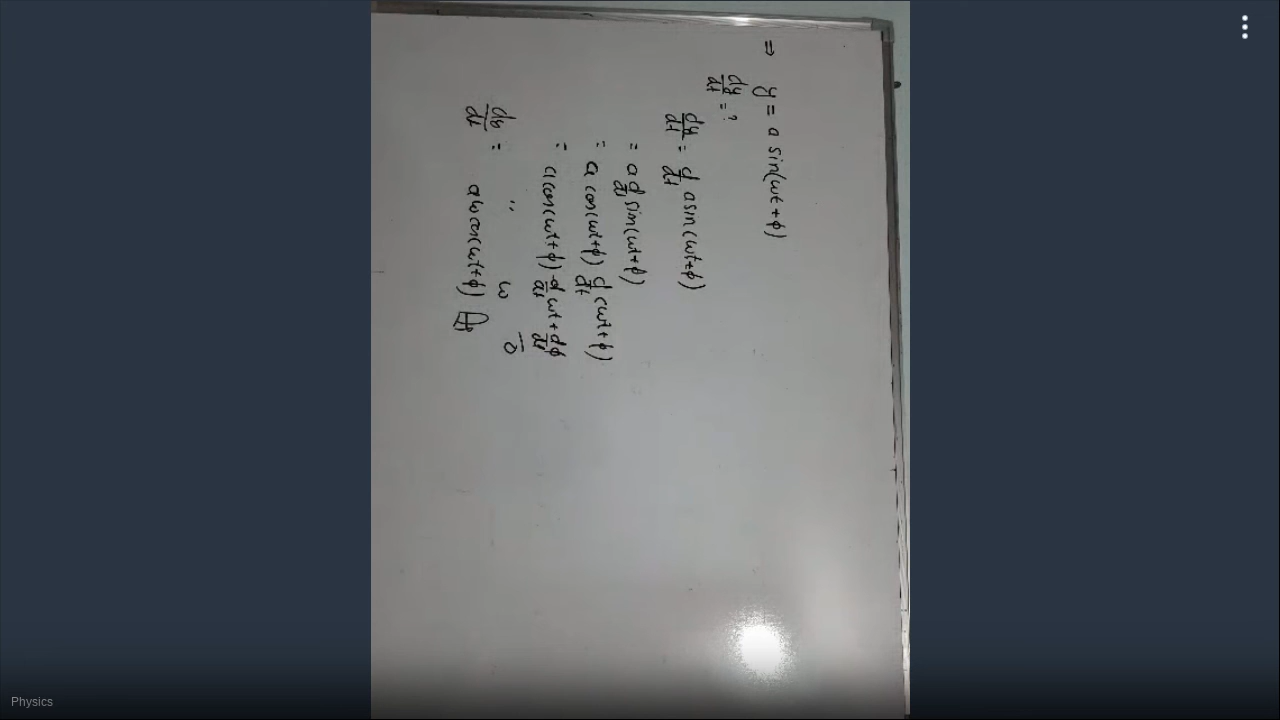 ⇒ y = a sin(ωt + φ)
dy/dt = ?
dy/dt = d/dt a sin(ωt+φ)
= a d/dt sin(ωt+φ)
= a cos(ωt+φ) d/dt (ωt+φ)
= a cos(ωt+φ) d/dt ωt + dφ/dt
= " ω 0
dy/dt = aω cos(ωt+φ)
Physics